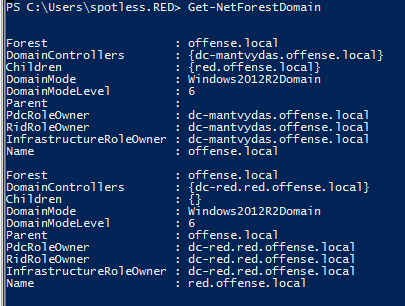 PS C:\Users\spotless.RED> Get-NetForestDomain
Forest : offense.local
DomainControllers : {dc-mantvydas.offense.local}
Children : {red.offense.local}
DomainMode : Windows2012R2Domain
DomainModeLevel : 6
Parent :
PdcRoleOwner : dc-mantvydas.offense.local
RidRoleOwner : dc-mantvydas.offense.local
InfrastructureRoleOwner : dc-mantvydas.offense.local
Name : offense.local
Forest : offense.local
DomainControllers : {dc-red.red.offense.local}
Children : {}
DomainMode : Windows2012R2Domain
DomainModeLevel : 6
Parent : offense.local
PdcRoleOwner : dc-red.red.offense.local
RidRoleOwner : dc-red.red.offense.local
InfrastructureRoleOwner : dc-red.red.offense.local
Name : red.offense.local